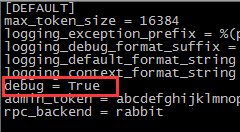 [DEFAULT]
max_token_size = 16384
logging_exception_prefix = %(p
logging_debug_format_suffix =
logging_default_format_string
logging_context_format_string
debug = True
admin_token = abcdefghijklmnop
rpc_backend = rabbit